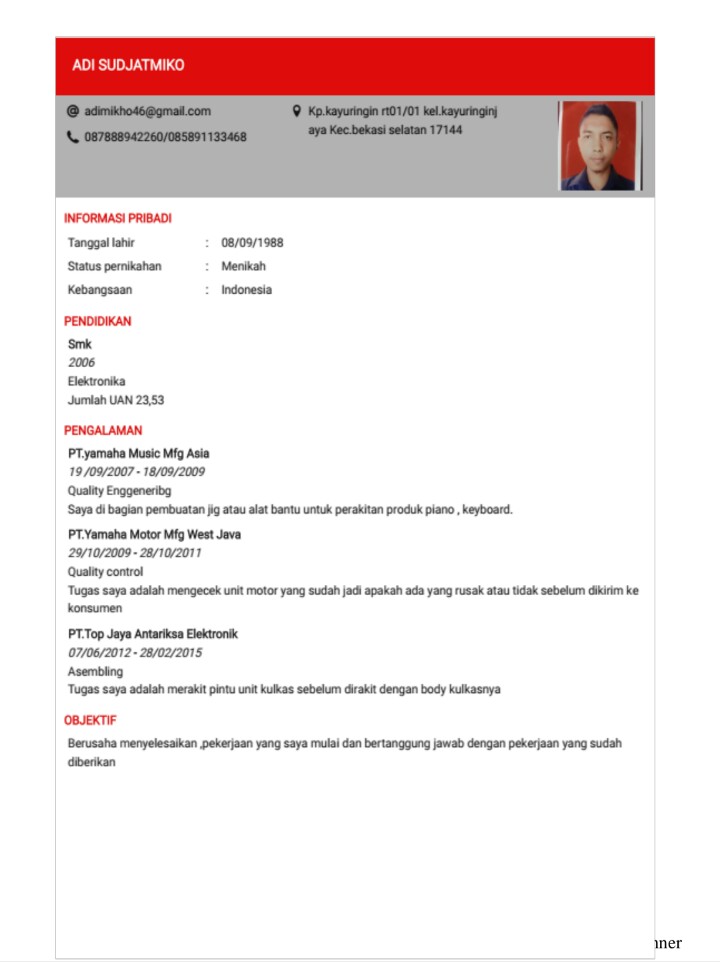 ADI SUDJATMIKO
adimikho46@gmail.com
087888942260/085891133468
Kp.kayuringin rt01/01 kel.kayuringinj
aya Kec.bekasi selatan 17144
INFORMASI PRIBADI
Tanggal lahir : 08/09/1988
Status pernikahan : Menikah
Kebangsaan : Indonesia
PENDIDIKAN
Smk
2006
Elektronika
Jumlah UAN 23,53
PENGALAMAN
PT.yamaha Music Mfg Asia
19 /09/2007 - 18/09/2009
Quality Enggeneribg
Saya di bagian pembuatan jig atau alat bantu untuk perakitan produk piano , keyboard.
PT.Yamaha Motor Mfg West Java
29/10/2009 - 28/10/2011
Quality control
Tugas saya adalah mengecek unit motor yang sudah jadi apakah ada yang rusak atau tidak sebelum dikirim ke
konsumen
PT.Top Jaya Antariksa Elektronik
07/06/2012 - 28/02/2015
Asembling
Tugas saya adalah merakit pintu unit kulkas sebelum dirakit dengan body kulkasnya
OBJEKTIF
Berusaha menyelesaikan ,pekerjaan yang saya mulai dan bertanggung jawab dengan pekerjaan yang sudah
diberikan